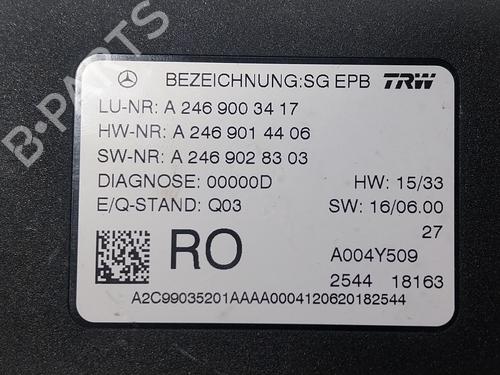 BEZEICHNUNG:SG EPB TRW
LU-NR: A 246 900 34 17
HW-NR: A 246 901 44 06
SW-NR: A 246 902 83 03
DIAGNOSE: 00000D HW: 15/33
E/Q-STAND: Q03 SW: 16/06.00
27
RO A004Y509
2544 18163
A2C99035201AAAA0004120620182544
B-PARTS